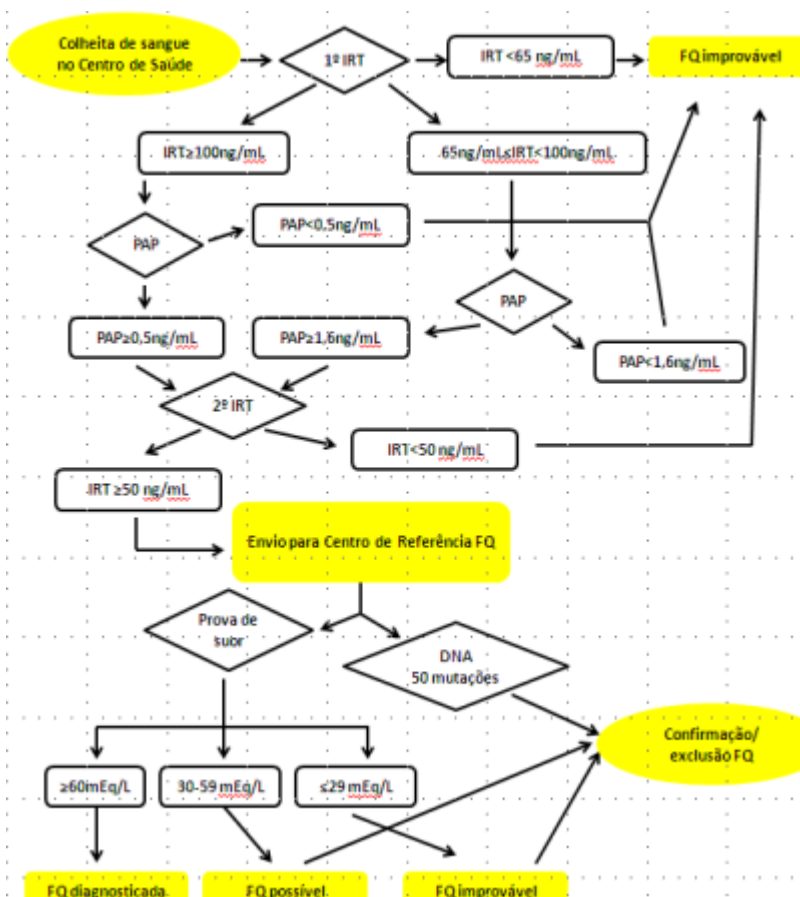 Colheita de sangue
no Centro de Saúde
1º IRT
IRT <65 ng/mL
FQ improvável
IRT≥100ng/mL
65ng/mL≤IRT<100ng/mL
PAP
PAP<0,5ng/mL
PAP
PAP≥0,5ng/mL
PAP≥1,6ng/mL
PAP<1,6ng/mL
2º IRT
IRT<50 ng/mL
IRT ≥50 ng/mL
Envio para Centro de Referência FQ
Prova de
suor
DNA
50 mutações
Confirmação/
exclusão FQ
≥60mEq/L
30-59 mEq/L
≤29 mEq/L
FQ diagnosticada.
FQ possível.
FQ improvável